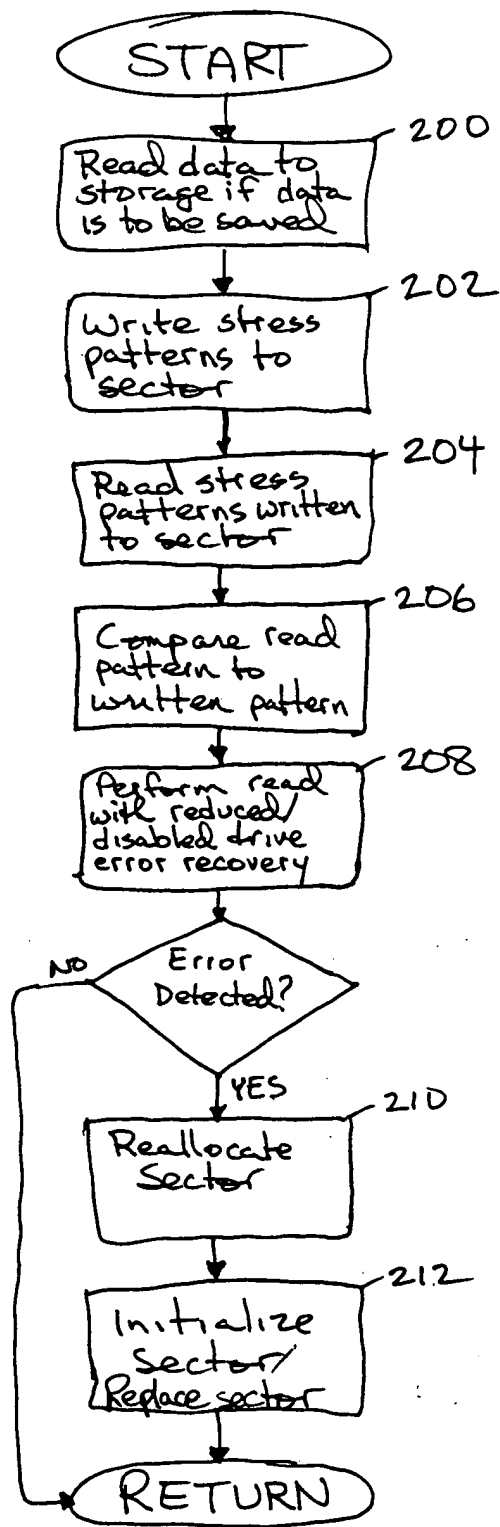 START
200
Read data to
storage if data
is to be saved
202
Write stress
patterns to
sector
204
Read stress
patterns written
to sector
206
Compare read
pattern to
written pattern
208
Perform read
with reduced/
disabled drive
error recovery
Error
Detected?
NO
YES
210
Reallocate
Sector
212
Initialize
Sector/
Replace sector
RETURN